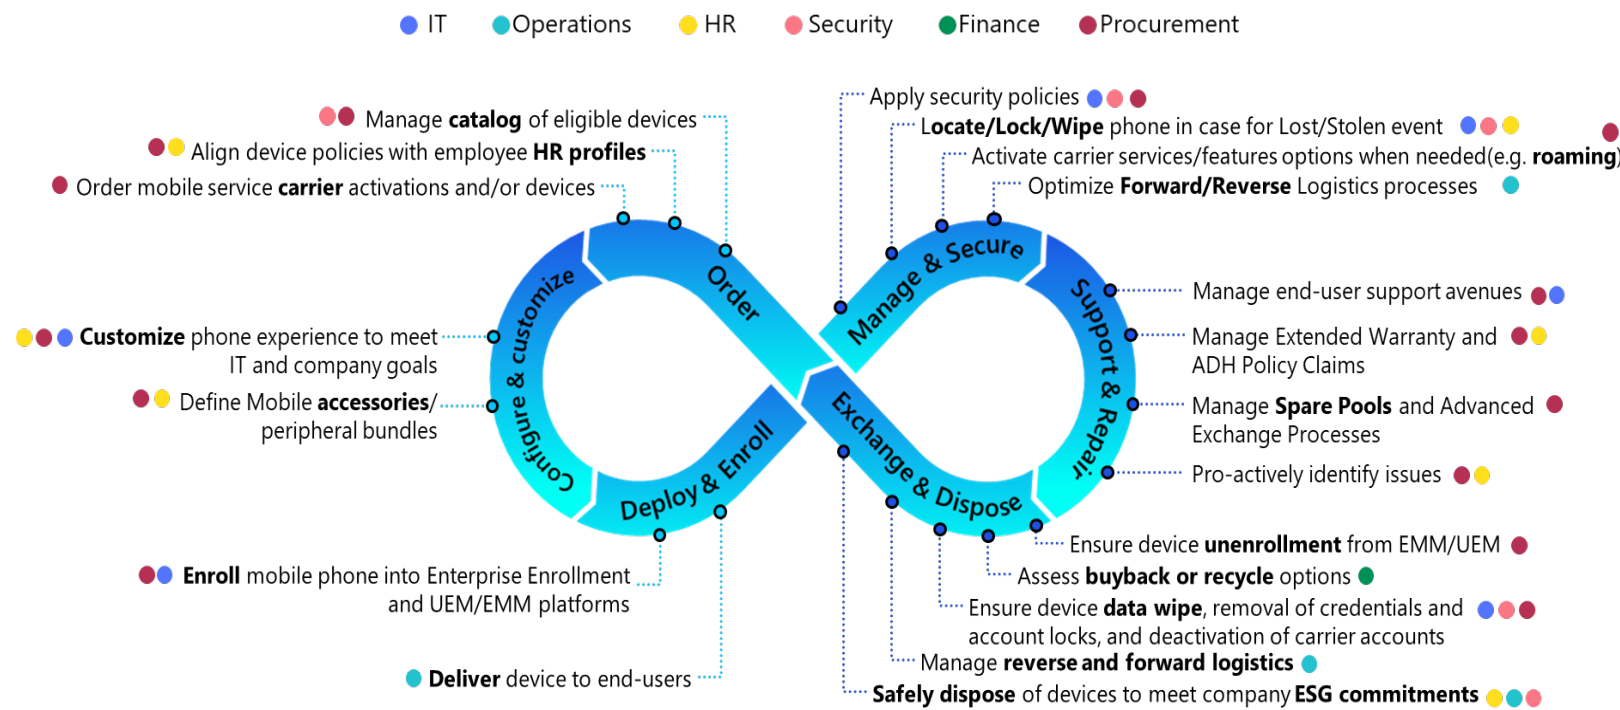 IT
Operations
HR
Security
Finance
Procurement
Manage catalog of eligible devices
Align device policies with employee HR profiles
Order mobile service carrier activations and/or devices
Customize phone experience to meet
IT and company goals
Define Mobile accessories/
peripheral bundles
Enroll mobile phone into Enterprise Enrollment
and UEM/EMM platforms
Deliver device to end-users
Order
Configure & customize
Deploy & Enroll
Manage & Secure
Support & Repair
Exchange & Dispose
Apply security policies
Locate/Lock/Wipe phone in case for Lost/Stolen event
Activate carrier services/features options when needed(e.g. roaming)
Optimize Forward/Reverse Logistics processes
Manage end-user support avenues
Manage Extended Warranty and
ADH Policy Claims
Manage Spare Pools and Advanced
Exchange Processes
Pro-actively identify issues
Ensure device unenrollment from EMM/UEM
Assess buyback or recycle options
Ensure device data wipe, removal of credentials and
account locks, and deactivation of carrier accounts
Manage reverse and forward logistics
Safely dispose of devices to meet company ESG commitments